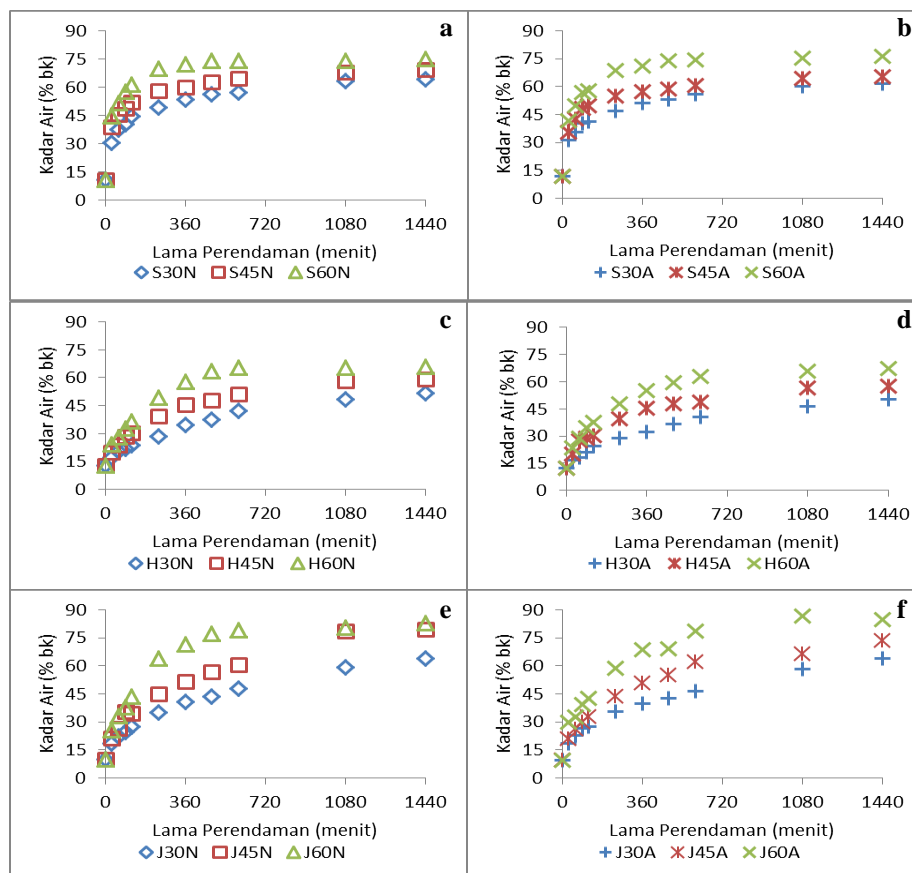 a
Kadar Air (% bk)
90
75
60
45
30
15
0
0 360 720 1080 1440
Lama Perendaman (menit)
S30N S45N S60N
b
Kadar Air (% bk)
90
75
60
45
30
15
0
0 360 720 1080 1440
Lama Perendaman (menit)
S30A S45A S60A
c
Kadar Air (% bk)
90
75
60
45
30
15
0
0 360 720 1080 1440
Lama Perendaman (menit)
H30N H45N H60N
d
Kadar Air (% bk)
90
75
60
45
30
15
0
0 360 720 1080 1440
Lama Perendaman (menit)
H30A H45A H60A
e
Kadar Air (% bk)
90
75
60
45
30
15
0
0 360 720 1080 1440
Lama Perendaman (menit)
J30N J45N J60N
f
Kadar Air (% bk)
90
75
60
45
30
15
0
0 360 720 1080 1440
Lama Perendaman (menit)
J30A J45A J60A